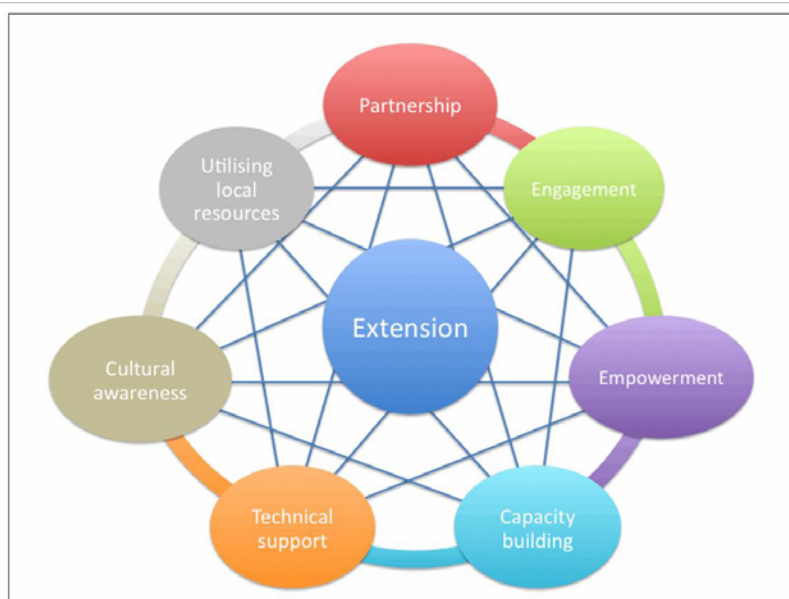 Partnership
Utilising
local
resources
Engagement
Extension
Cultural
awareness
Empowerment
Technical
support
Capacity
building